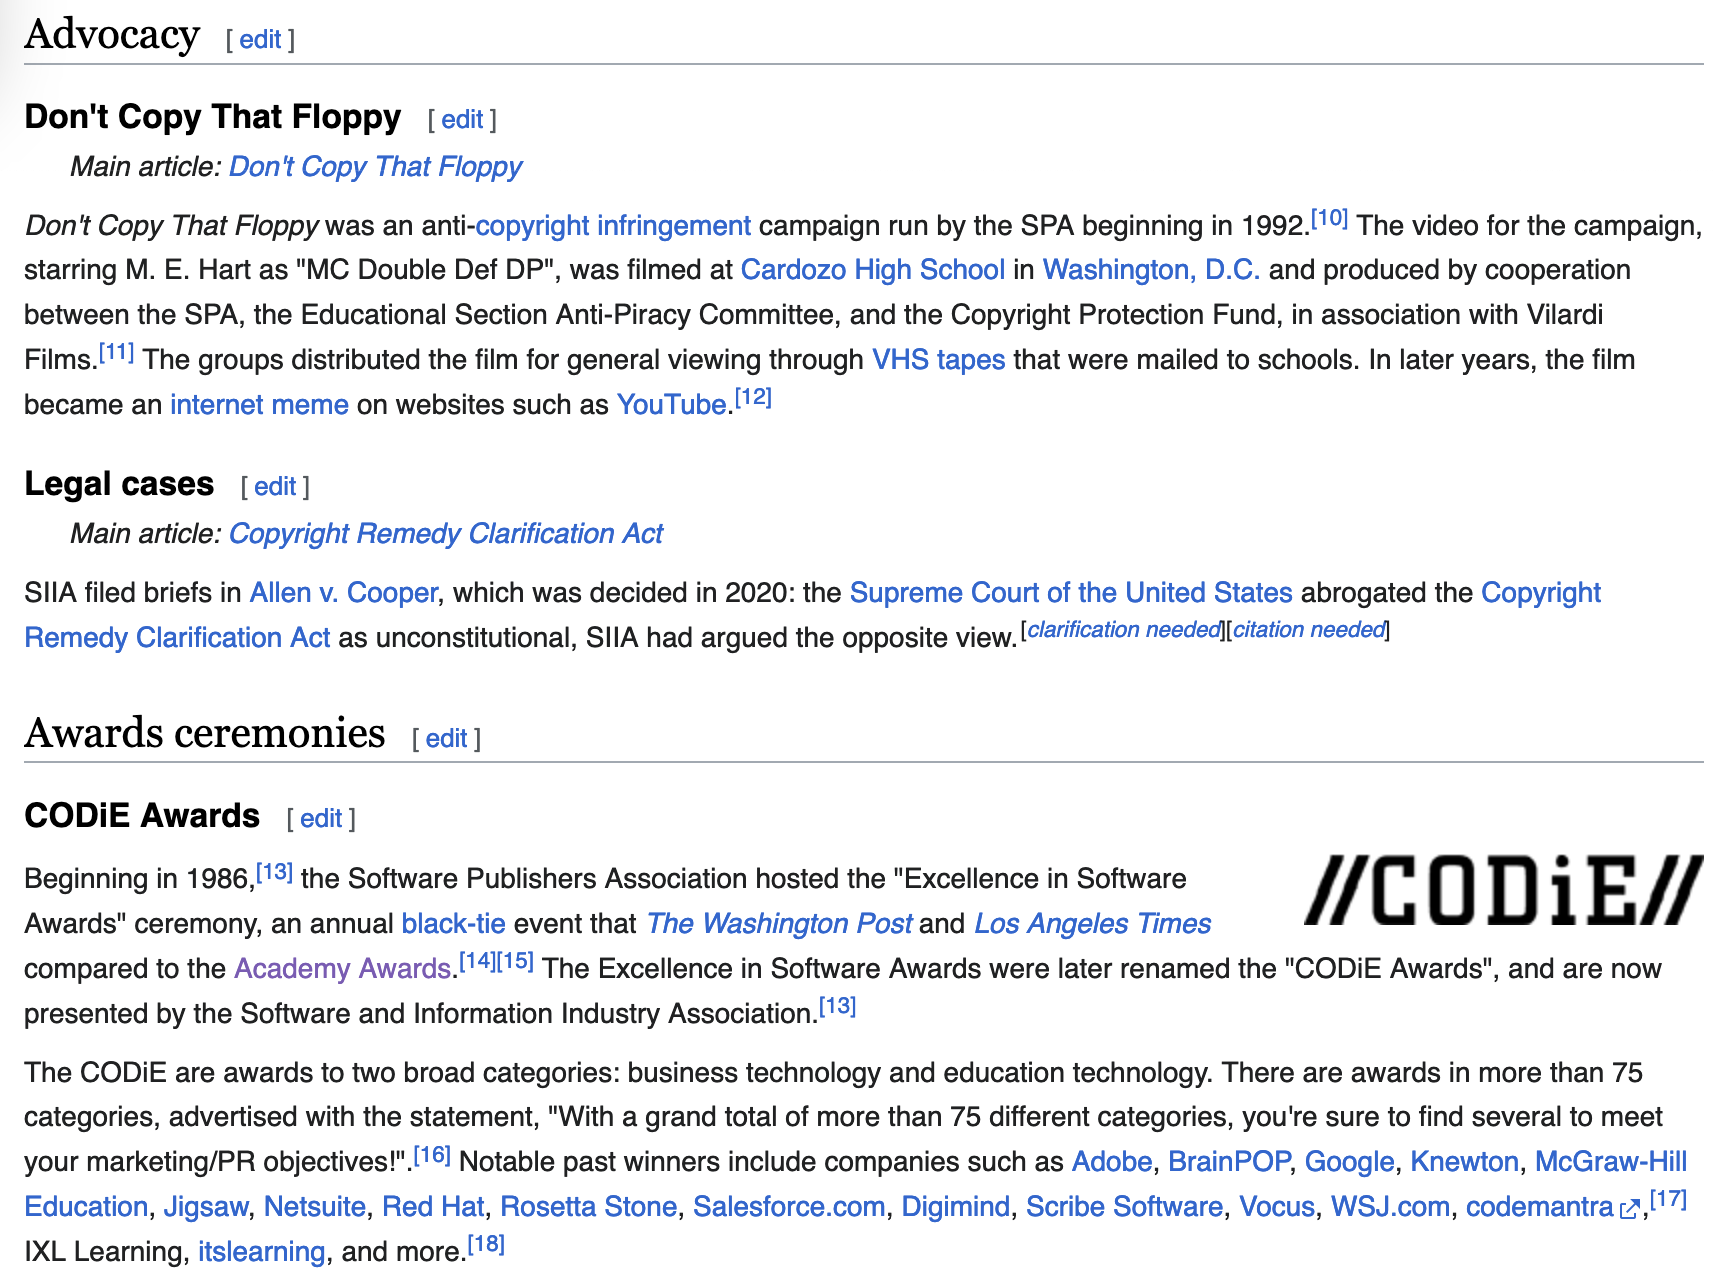 Advocacy [ edit ]
Don't Copy That Floppy [ edit ]
Main article: Don't Copy That Floppy
Don't Copy That Floppy was an anti-copyright infringement campaign run by the SPA beginning in 1992.[10] The video for the campaign,
starring M. E. Hart as "MC Double Def DP", was filmed at Cardozo High School in Washington, D.C. and produced by cooperation
between the SPA, the Educational Section Anti-Piracy Committee, and the Copyright Protection Fund, in association with Vilardi
Films.[11] The groups distributed the film for general viewing through VHS tapes that were mailed to schools. In later years, the film
became an internet meme on websites such as YouTube.[12]
Legal cases [ edit ]
Main article: Copyright Remedy Clarification Act
SIIA filed briefs in Allen v. Cooper, which was decided in 2020: the Supreme Court of the United States abrogated the Copyright
Remedy Clarification Act as unconstitutional, SIIA had argued the opposite view.[clarification needed][citation needed]
Awards ceremonies [ edit ]
CODiE Awards [ edit ]
//CODiE//
Beginning in 1986,[13] the Software Publishers Association hosted the "Excellence in Software
Awards" ceremony, an annual black-tie event that The Washington Post and Los Angeles Times
compared to the Academy Awards.[14][15] The Excellence in Software Awards were later renamed the "CODiE Awards", and are now
presented by the Software and Information Industry Association.[13]
The CODiE are awards to two broad categories: business technology and education technology. There are awards in more than 75
categories, advertised with the statement, "With a grand total of more than 75 different categories, you're sure to find several to meet
your marketing/PR objectives!".[16] Notable past winners include companies such as Adobe, BrainPOP, Google, Knewton, McGraw-Hill
Education, Jigsaw, Netsuite, Red Hat, Rosetta Stone, Salesforce.com, Digimind, Scribe Software, Vocus, WSJ.com, codemantra,[17]
IXL Learning, itslearning, and more.[18]